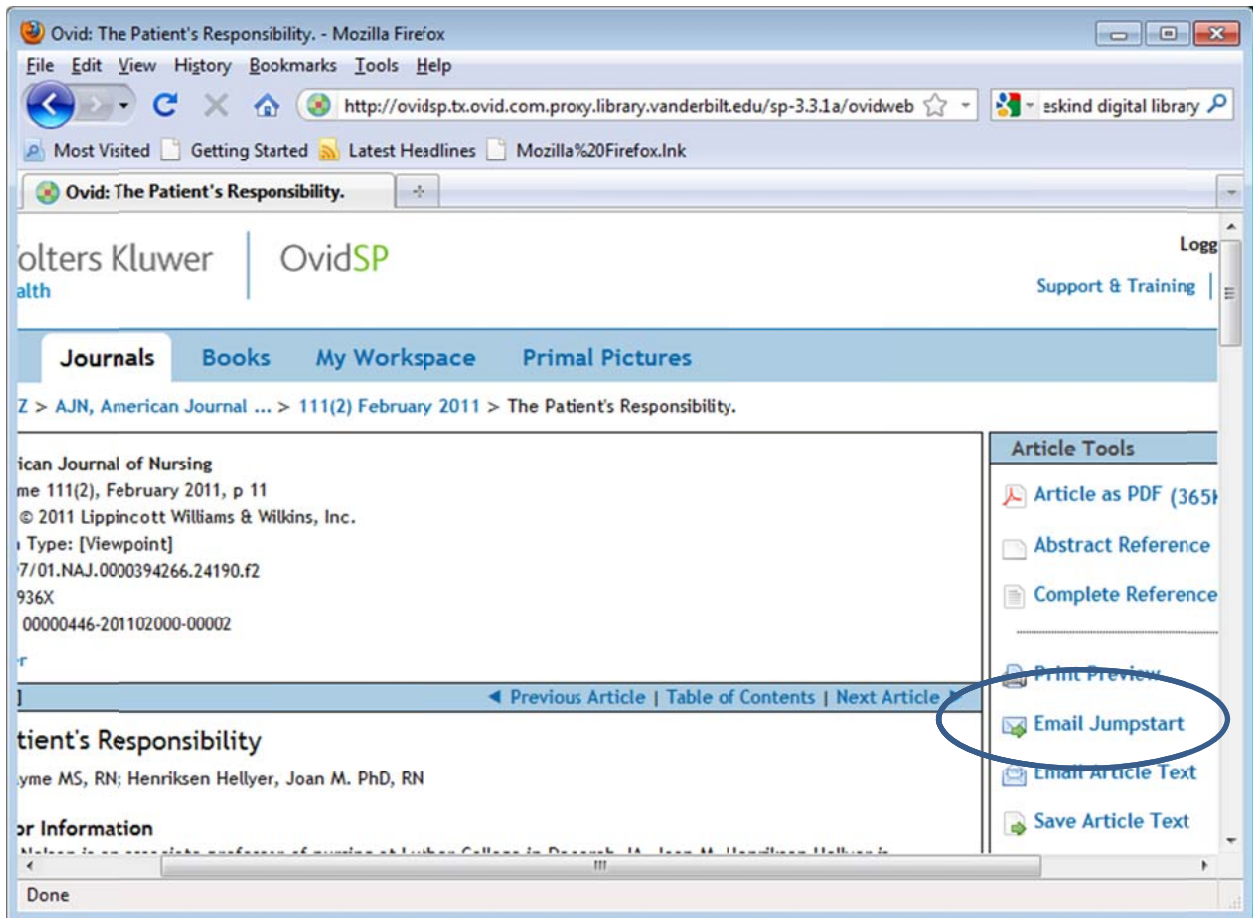 Ovid: The Patient's Responsibility. - Mozilla Firefox
File Edit View History Bookmarks Tools Help
http://ovidsp.tx.ovid.com.proxy.library.vanderbilt.edu/sp-3.3.1a/ovidweb eskind digital library
Most Visited Getting Started Latest Headlines Mozilla%20Firefox.lnk
Ovid: The Patient's Responsibility.
olters Kluwer OvidSP
alth
Logg
Support & Training
Journals Books My Workspace Primal Pictures
Z > AJN, American Journal ... > 111(2) February 2011 > The Patient's Responsibility.
ican Journal of Nursing
me 111(2), February 2011, p 11
© 2011 Lippincott Williams & Wilkins, Inc.
Type: [Viewpoint]
7/01.NAJ.0000394266.24190.f2
936X
00000446-201102000-00002
r
] ◄ Previous Article | Table of Contents | Next Article ►
tient's Responsibility
yme MS, RN; Henriksen Hellyer, Joan M. PhD, RN
or Information
Article Tools
Article as PDF (365K
Abstract Reference
Complete Reference
Print Preview
Email Jumpstart
Email Article Text
Save Article Text
Done